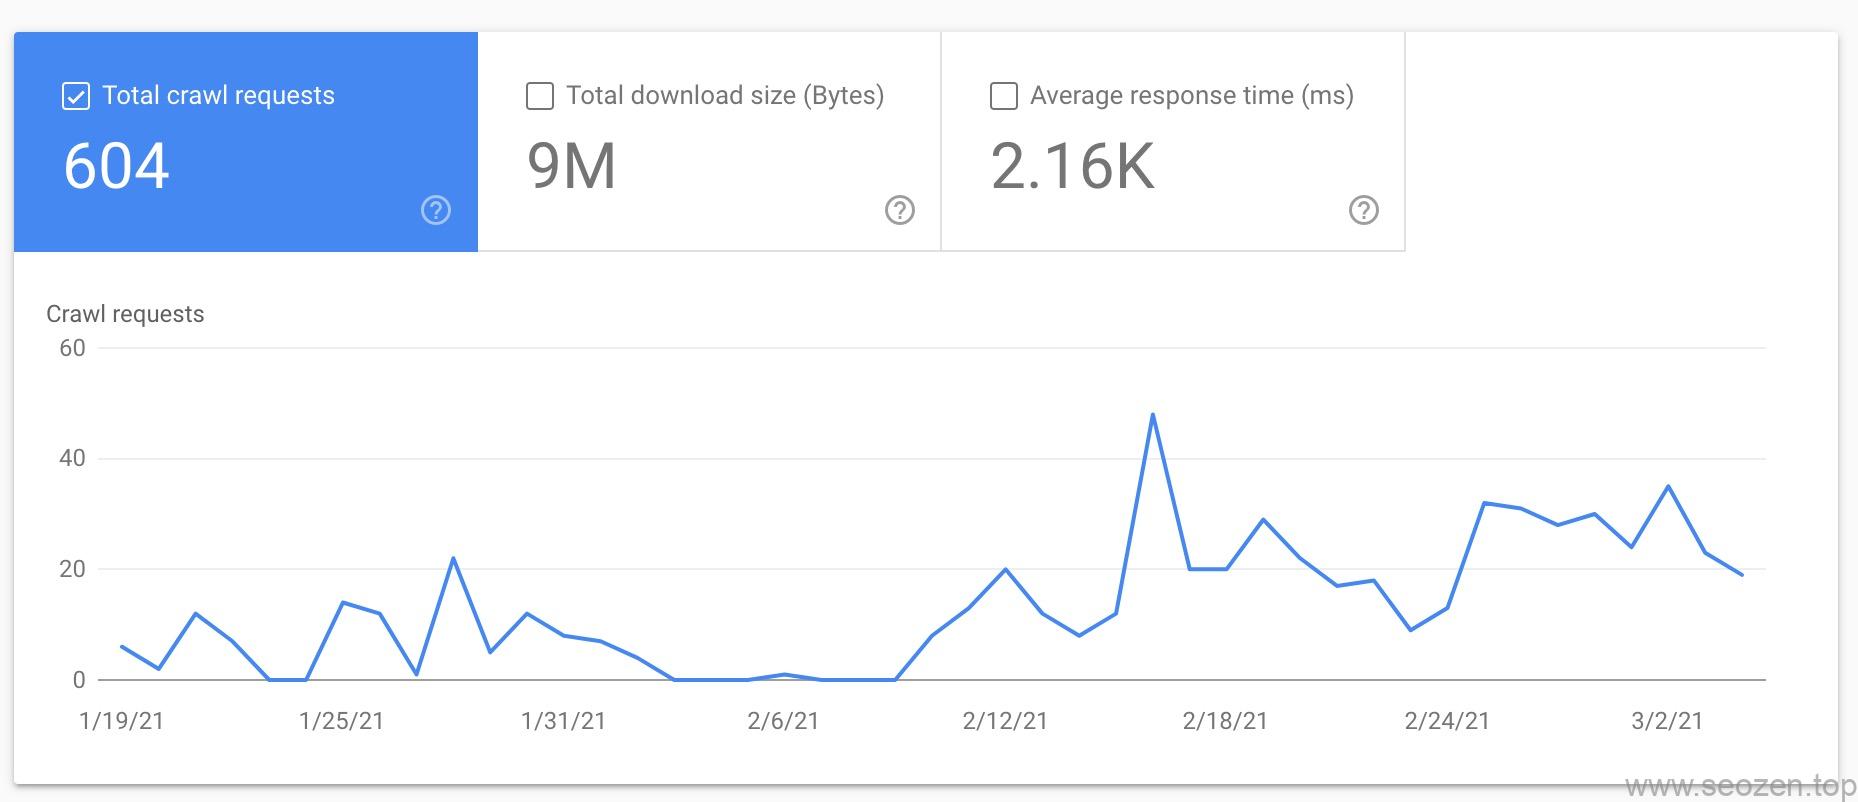 Total crawl requests
604
Total download size (Bytes)
9M
Average response time (ms)
2.16K
Crawl requests
60
40
20
0
1/19/21 1/25/21 1/31/21 2/6/21 2/12/21 2/18/21 2/24/21 3/2/21
www.seozen.top